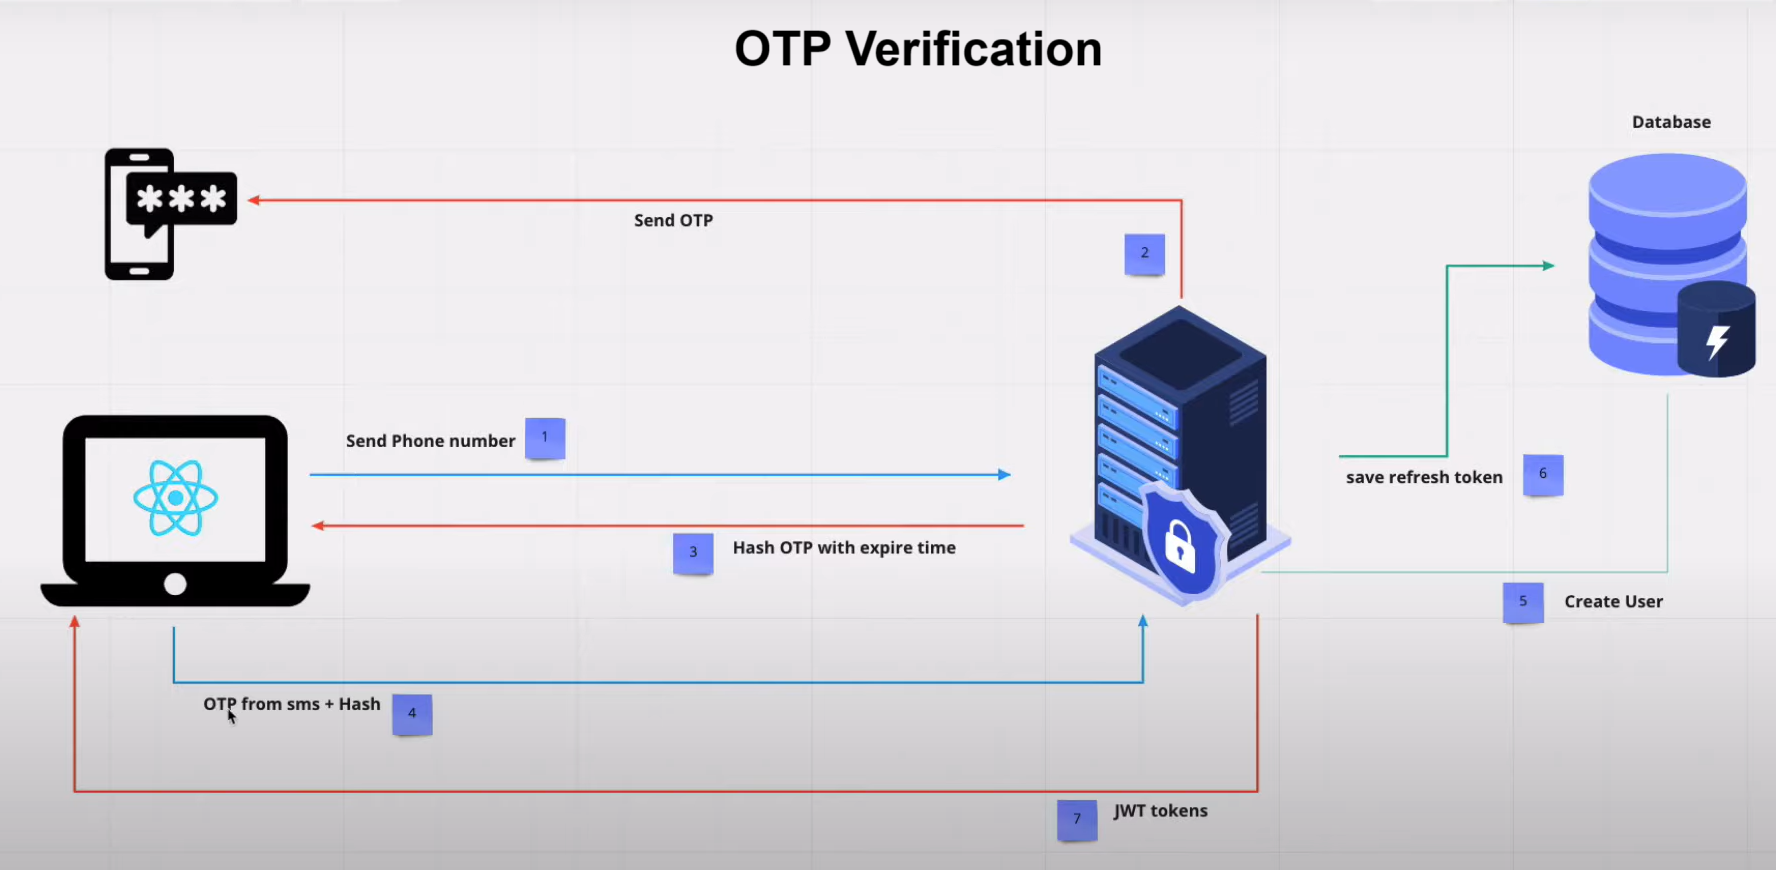 OTP Verification
Database
***
Send OTP
2
Send Phone number
1
save refresh token
6
3
Hash OTP with expire time
5
Create User
OTP from sms + Hash
4
7
JWT tokens